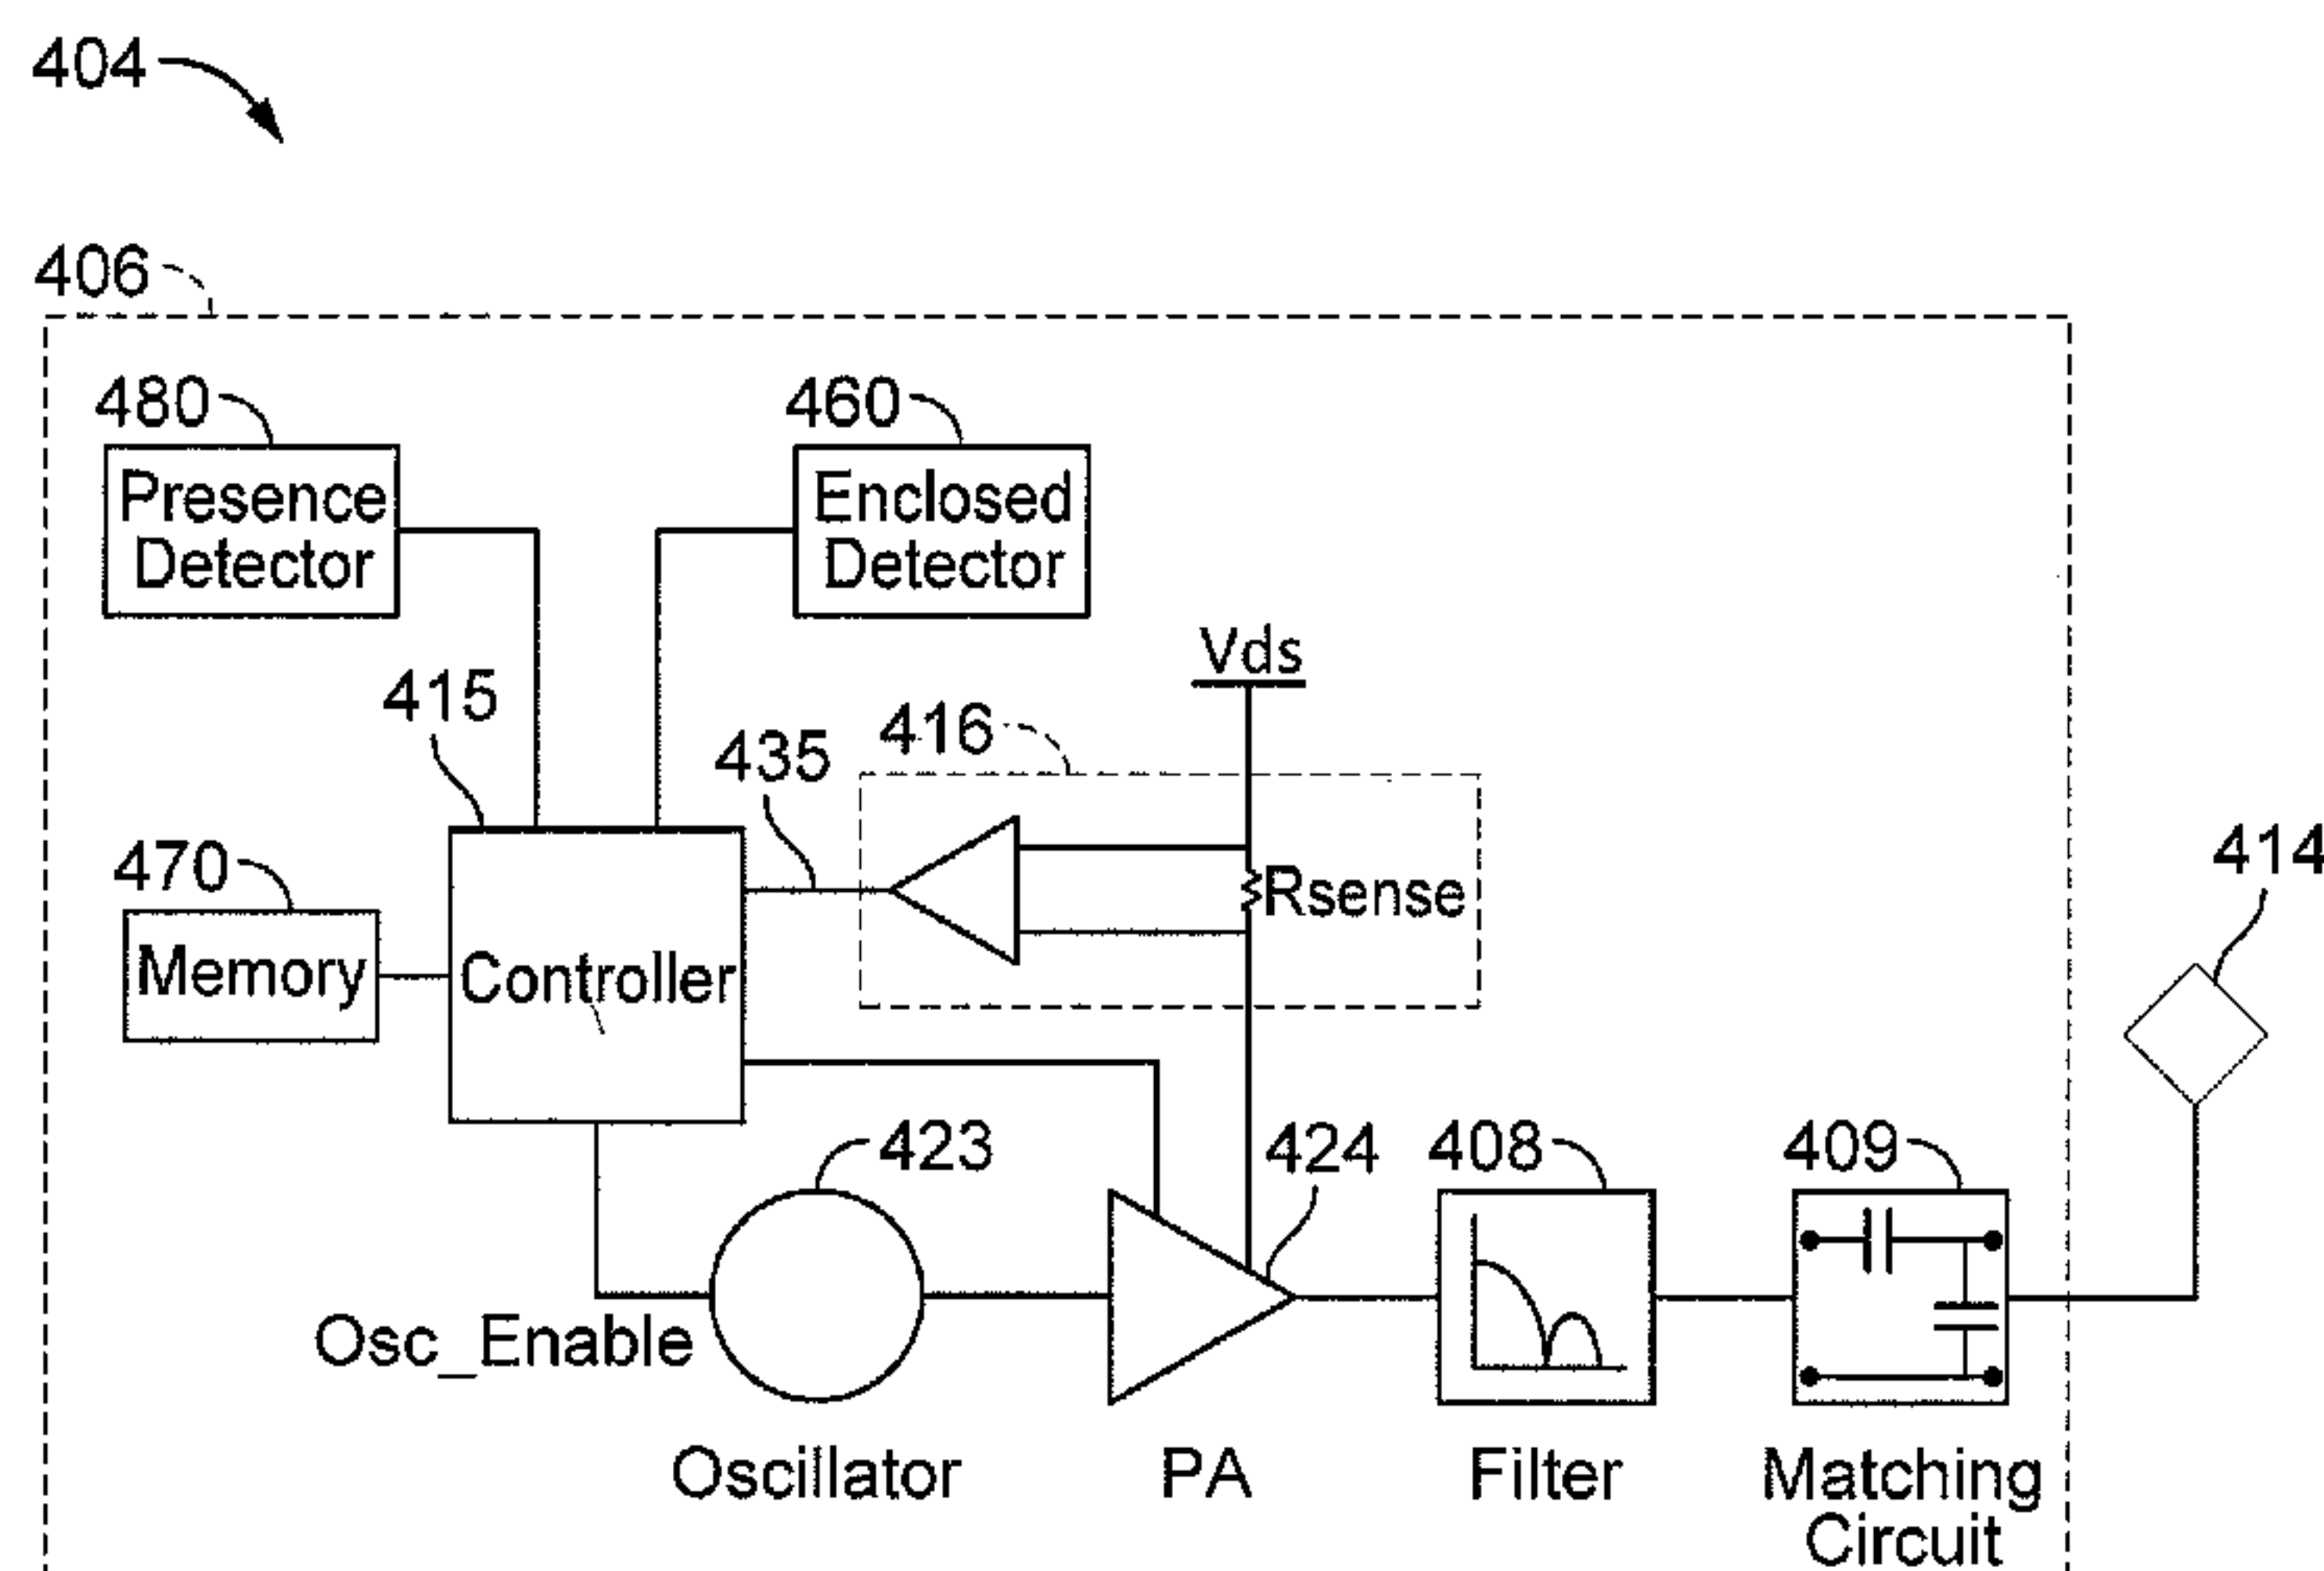 404
406
480
460
Presence
Detector
Enclosed
Detector
Vds
415
416
435
470
Rsense
414
Memory
Controller
423
424
408
409
Osc_Enable
Oscillator
PA
Filter
Matching
Circuit